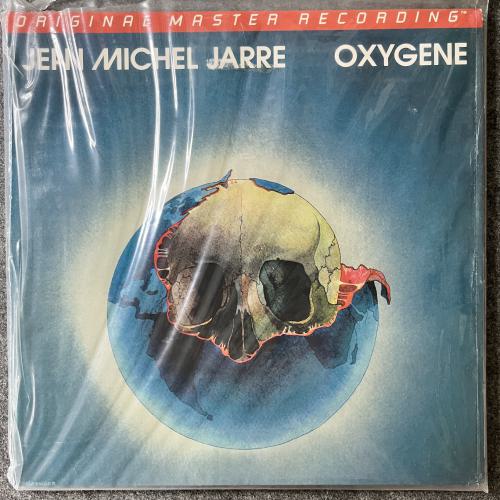 ORIGINAL MASTER RECORDING™
JEAN MICHEL JARRE OXYGENE